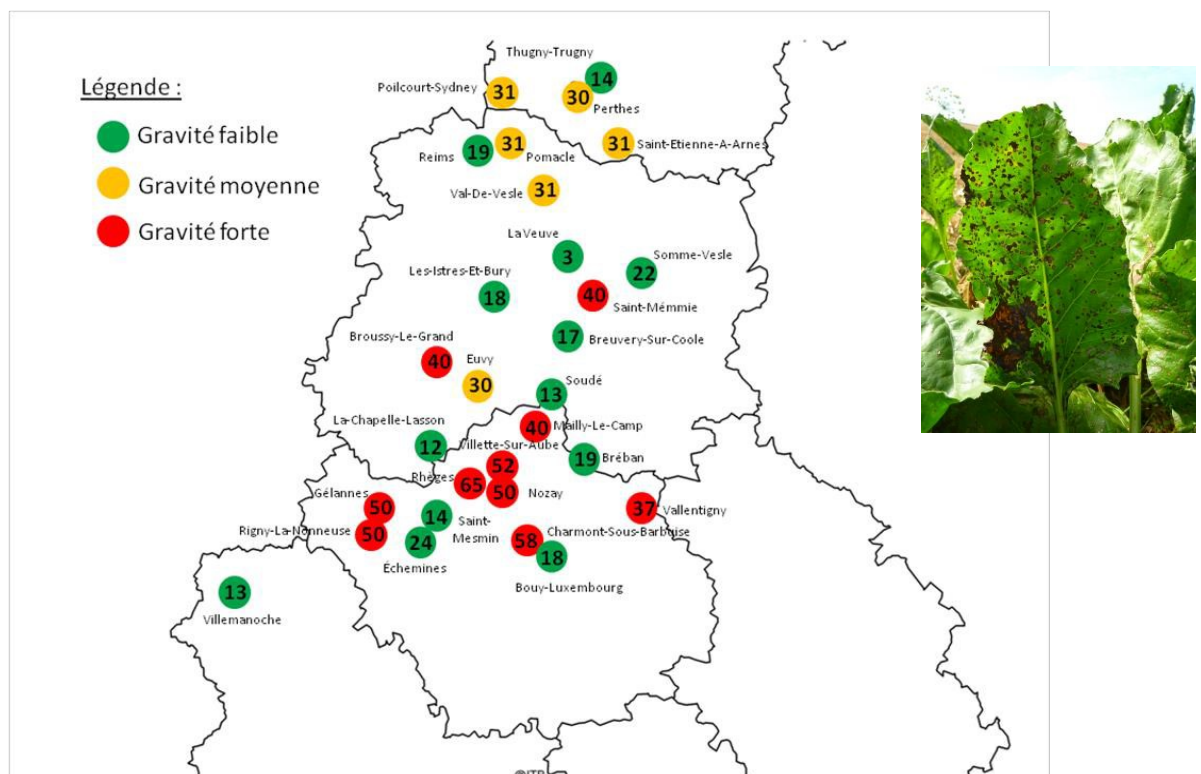 Thugny-Trugny
Légende :
14
Poilcourt-Sydney
31
30
Perthes
Gravité faible
Reims
19
31
Pomacle
31
Saint-Etienne-A-Arnes
Gravité moyenne
Val-De-Vesle
31
Gravité forte
La Veuve
3
Somme-Vesle
22
Les-Istres-Et-Bury
18
40
Saint-Mémmie
Broussy-Le-Grand
40
17
Breuvery-Sur-Coole
Euvy
30
Soudé
13
La-Chapelle-Lasson
12
40
Mailly-Le-Camp
Villette-Sur-Aube
52
19
Bréban
Rhèges
65
50
Nozay
Gélannes
50
37
Vallentigny
14
Saint-
Mesmin
Rigny-La-Nonneuse
50
24
Échemines
58
Charmont-Sous-Barbuise
18
Bouy-Luxembourg
13
Villemanoche